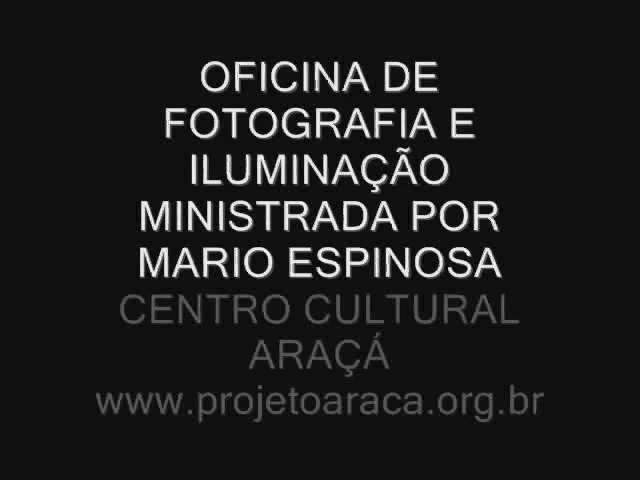 OFICINA DE
FOTOGRAFIA E
ILUMINAÇÃO
MINISTRADA POR
MARIO ESPINOSA
CENTRO CULTURAL
ARAÇÁ
www.projetoaraca.org.br